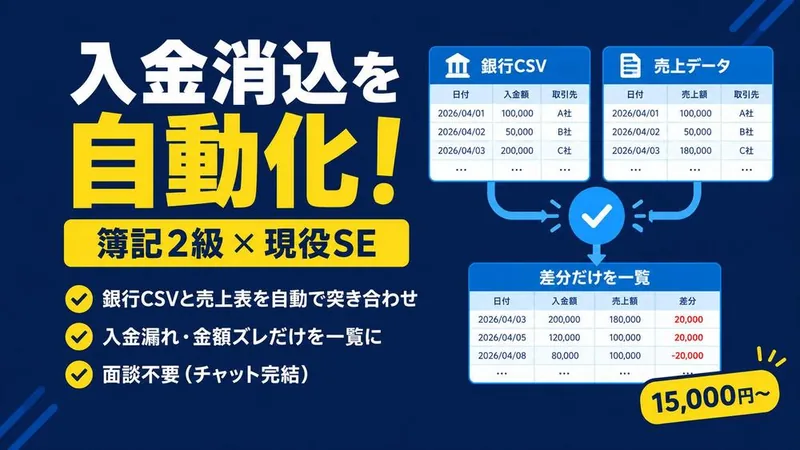 入金消込を
自動化!
簿記2級×現役SE
銀行CSVと売上表を自動で突き合わせ
入金漏れ・金額ズレだけを一覧に
面談不要(チャット完結)
銀行CSV
日付 入金額 取引先
2026/04/01 100,000 A社
2026/04/02 50,000 B社
2026/04/03 200,000 C社
… … …
売上データ
日付 売上額 取引先
2026/04/01 100,000 A社
2026/04/02 50,000 B社
2026/04/03 180,000 C社
… … …
差分だけを一覧
日付 入金額 売上額 差分
2026/04/03 200,000 180,000 20,000
2026/04/05 120,000 100,000 20,000
2026/04/08 80,000 100,000 -20,000
… … … …
15,000円～